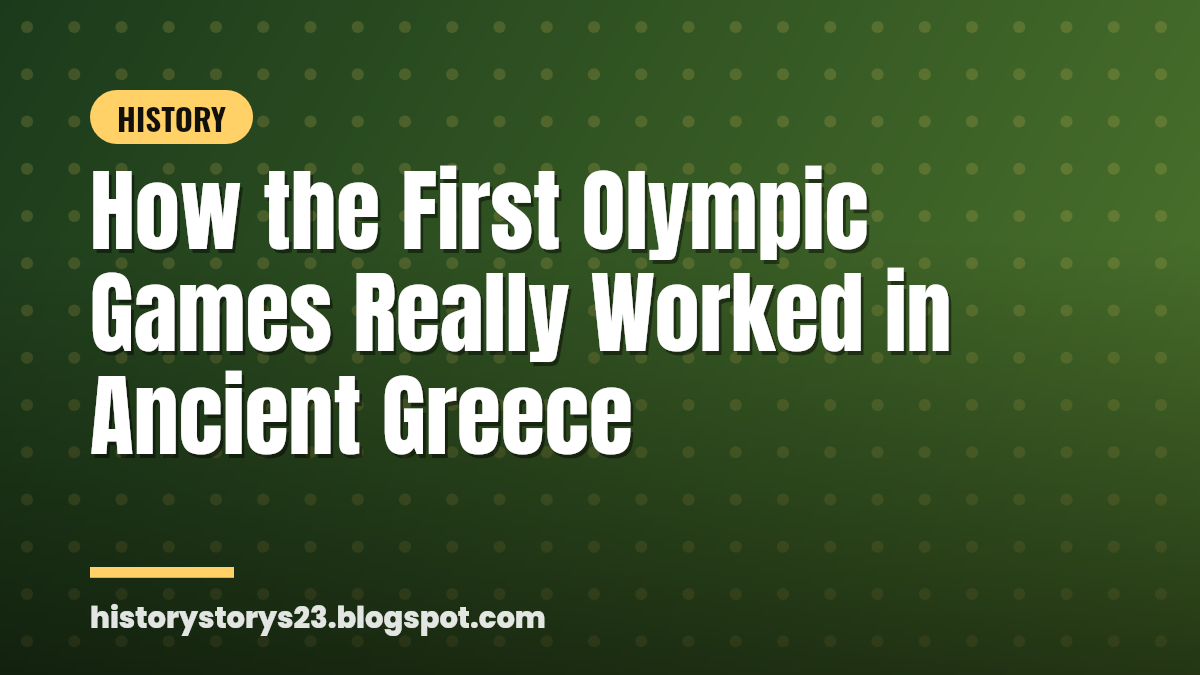 HISTORY
How the First Olympic
Games Really Worked in
Ancient Greece
historystorys23.blogspot.com